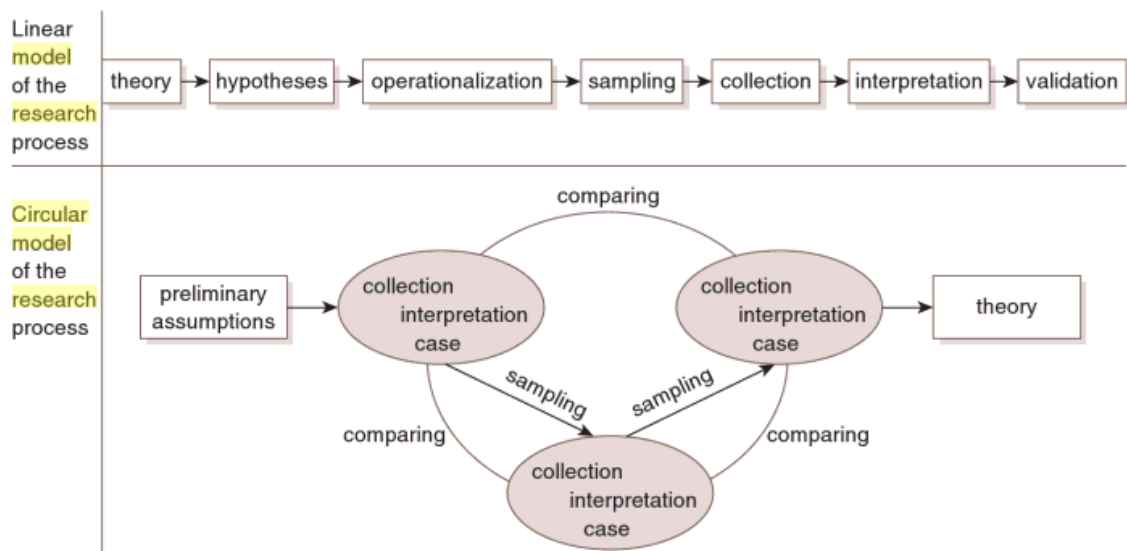 Linear
model
of the
research
process
theory
hypotheses
operationalization
sampling
collection
interpretation
validation
Circular
model
of the
research
process
comparing
preliminary
assumptions
collection
interpretation
case
collection
interpretation
case
theory
sampling
sampling
comparing
comparing
collection
interpretation
case